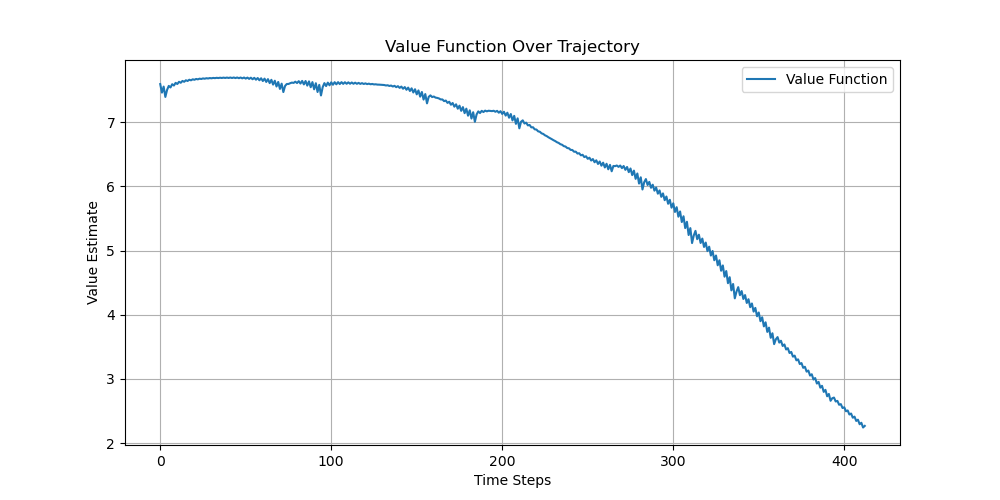 Value Function Over Trajectory
Value Function
7
6
5
4
3
2
Value Estimate
0 100 200 300 400
Time Steps